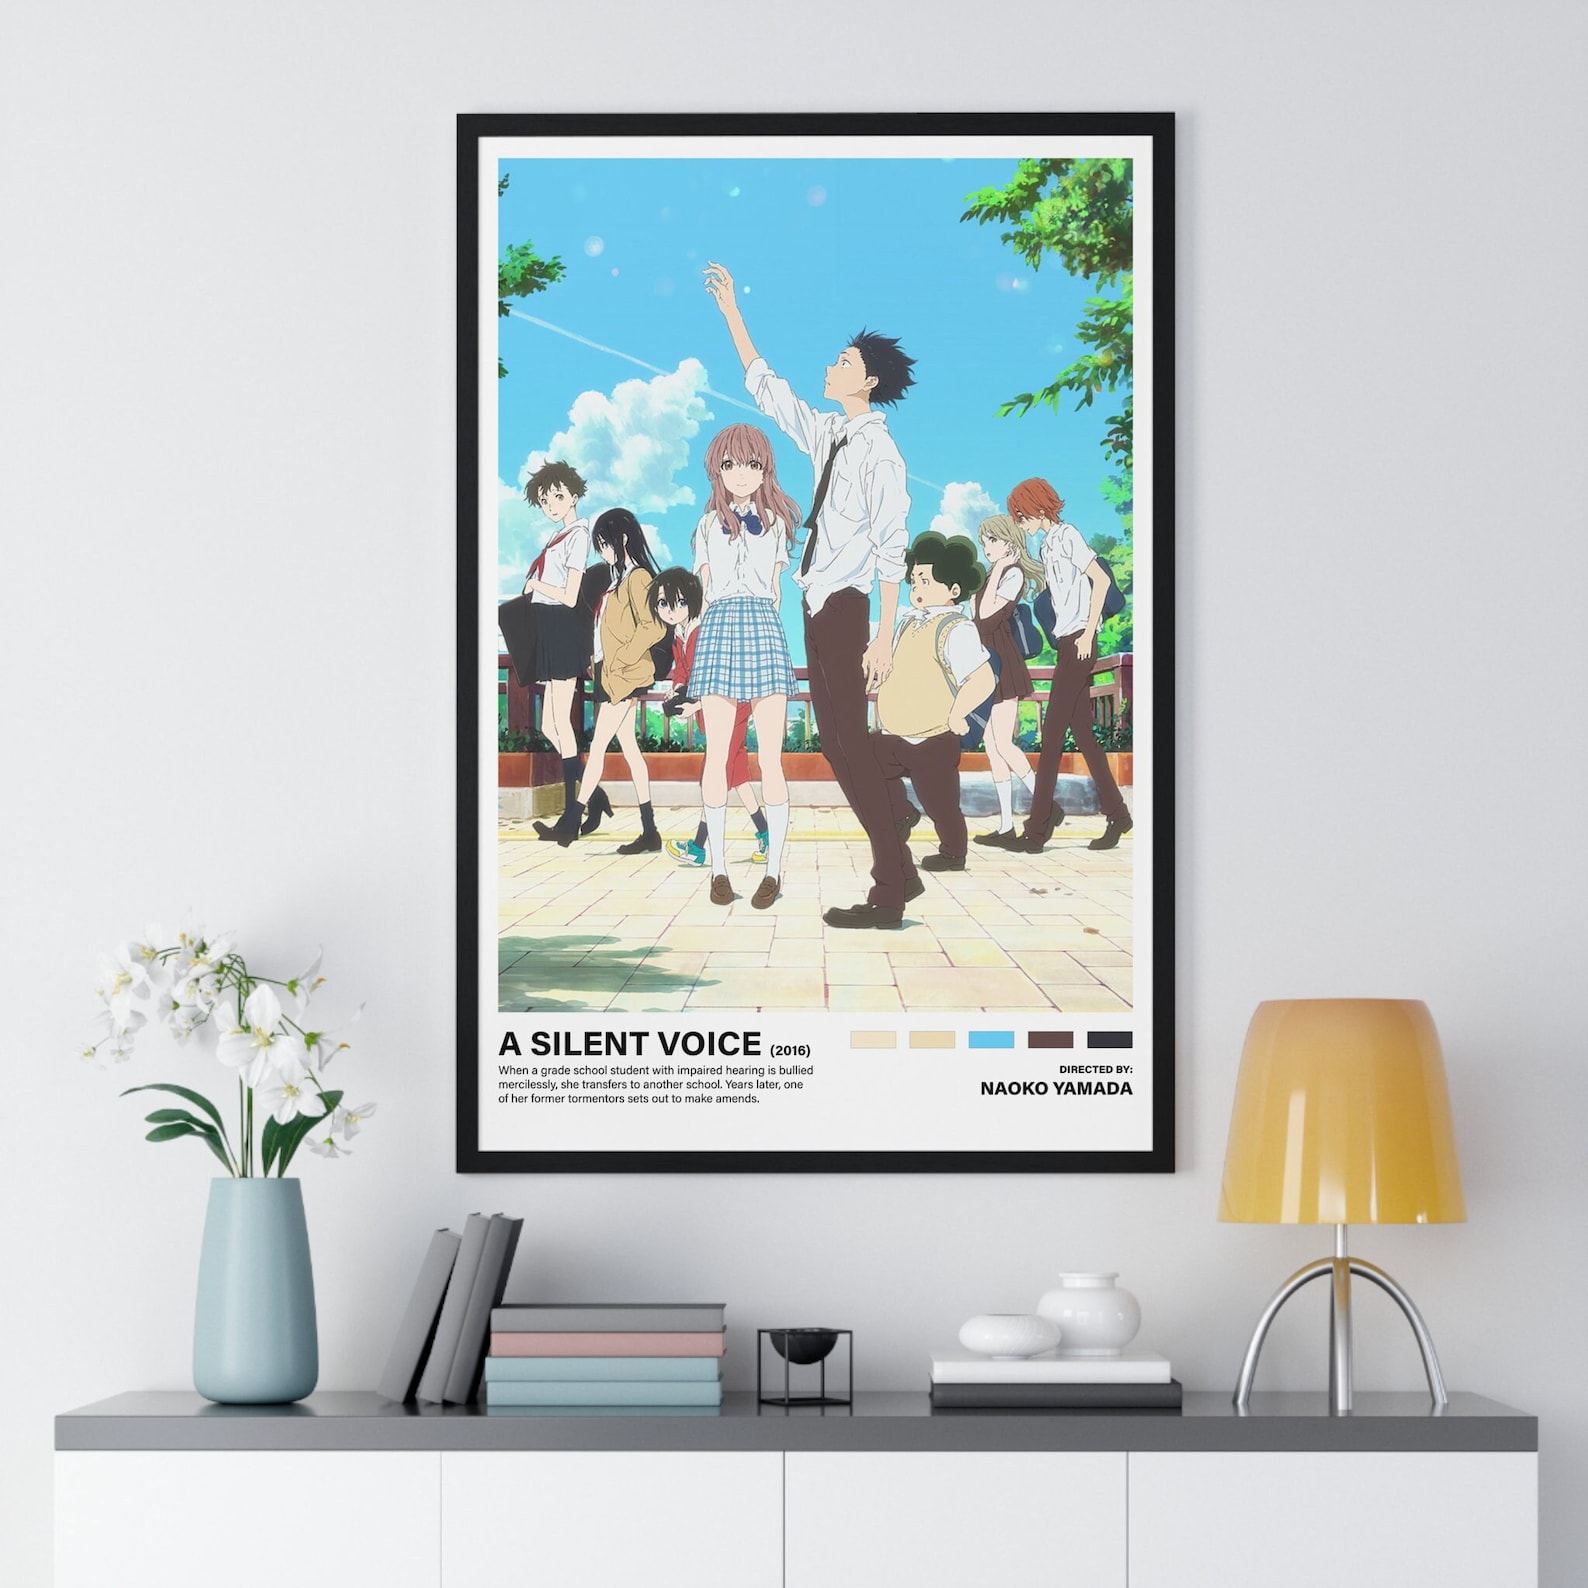 A SILENT VOICE (2016)
When a grade school student with impaired hearing is bullied
mercilessly, she transfers to another school. Years later, one
of her former tormentors sets out to make amends.
DIRECTED BY:
NAOKO YAMADA